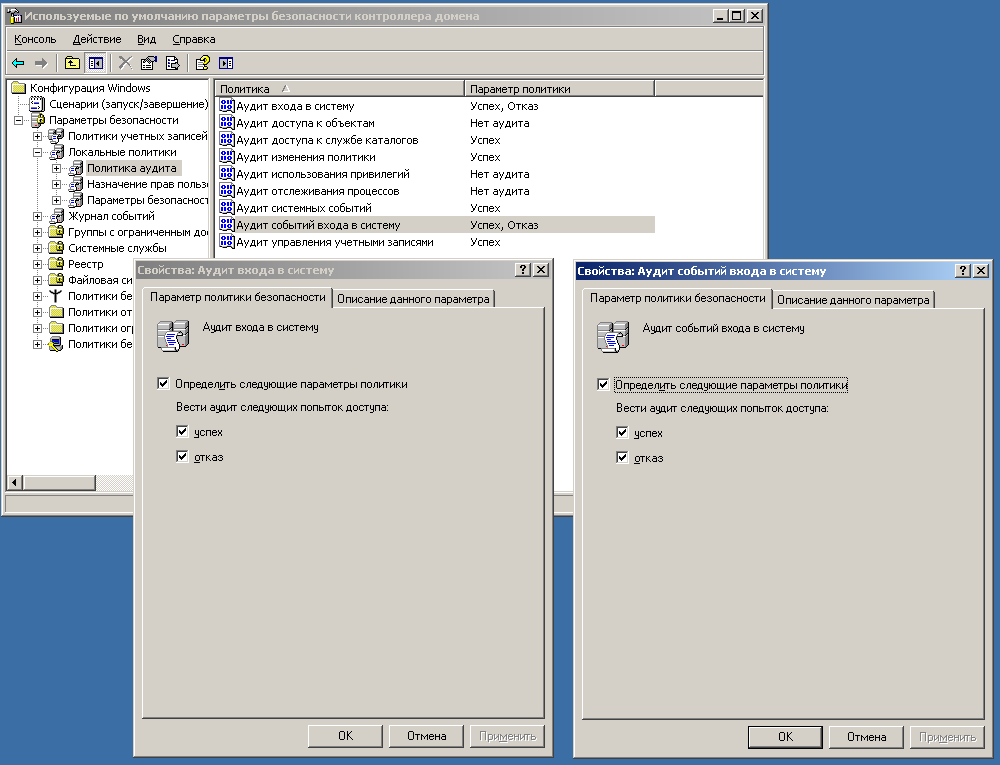 Используемые по умолчанию параметры безопасности контроллера домена
Консоль Действие Вид Справка
Конфигурация Windows
Сценарии (запуск/завершение)
Параметры безопасности
Политики учетных записей
Локальные политики
Политика аудита
Назначение прав польз
Параметры безопасност
Журнал событий
Группы с ограниченным до
Системные службы
Реестр
Файловая си
Политики бе
Политики от
Политики ог
Политики бе
Политика Параметр политики
Аудит входа в систему Успех, Отказ
Аудит доступа к объектам Нет аудита
Аудит доступа к службе каталогов Успех
Аудит изменения политики Успех
Аудит использования привилегий Нет аудита
Аудит отслеживания процессов Нет аудита
Аудит системных событий Успех
Аудит событий входа в систему Успех, Отказ
Аудит управления учетными записями Успех
Свойства: Аудит входа в систему
Параметр политики безопасности Описание данного параметра
Аудит входа в систему
Определить следующие параметры политики
Вести аудит следующих попыток доступа:
успех
отказ
OK Отмена Применить
Свойства: Аудит событий входа в систему
Параметр политики безопасности Описание данного параметра
Аудит событий входа в систему
Определить следующие параметры политики
Вести аудит следующих попыток доступа:
успех
отказ
OK Отмена Применить